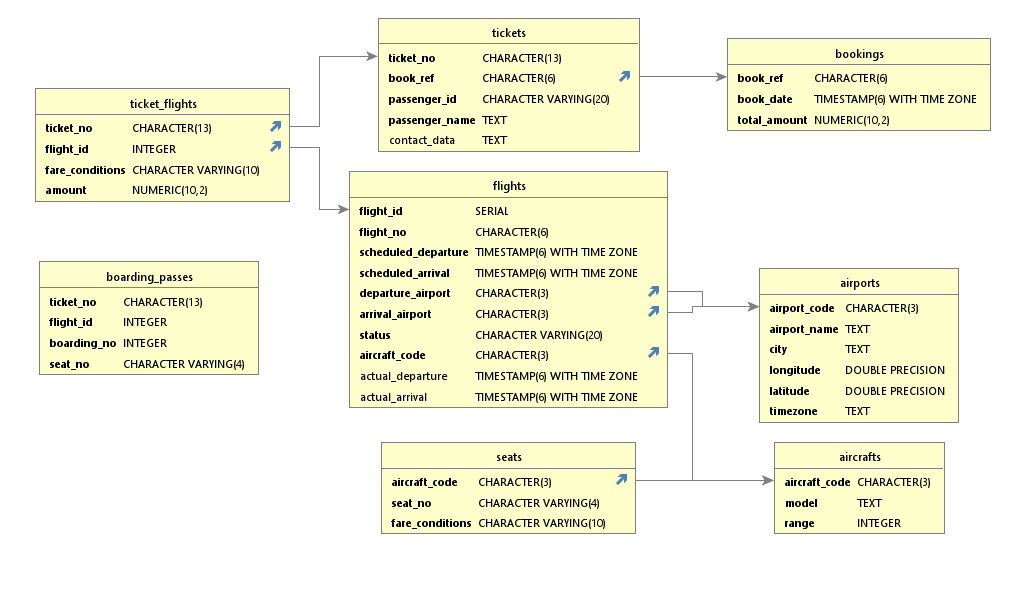 tickets
ticket_no CHARACTER(13)
book_ref CHARACTER(6)
passenger_id CHARACTER VARYING(20)
passenger_name TEXT
contact_data TEXT
bookings
book_ref CHARACTER(6)
book_date TIMESTAMP(6) WITH TIME ZONE
total_amount NUMERIC(10,2)
ticket_flights
ticket_no CHARACTER(13)
flight_id INTEGER
fare_conditions CHARACTER VARYING(10)
amount NUMERIC(10,2)
flights
flight_id SERIAL
flight_no CHARACTER(6)
scheduled_departure TIMESTAMP(6) WITH TIME ZONE
scheduled_arrival TIMESTAMP(6) WITH TIME ZONE
departure_airport CHARACTER(3)
arrival_airport CHARACTER(3)
status CHARACTER VARYING(20)
aircraft_code CHARACTER(3)
actual_departure TIMESTAMP(6) WITH TIME ZONE
actual_arrival TIMESTAMP(6) WITH TIME ZONE
boarding_passes
ticket_no CHARACTER(13)
flight_id INTEGER
boarding_no INTEGER
seat_no CHARACTER VARYING(4)
airports
airport_code CHARACTER(3)
airport_name TEXT
city TEXT
longitude DOUBLE PRECISION
latitude DOUBLE PRECISION
timezone TEXT
seats
aircraft_code CHARACTER(3)
seat_no CHARACTER VARYING(4)
fare_conditions CHARACTER VARYING(10)
aircrafts
aircraft_code CHARACTER(3)
model TEXT
range INTEGER